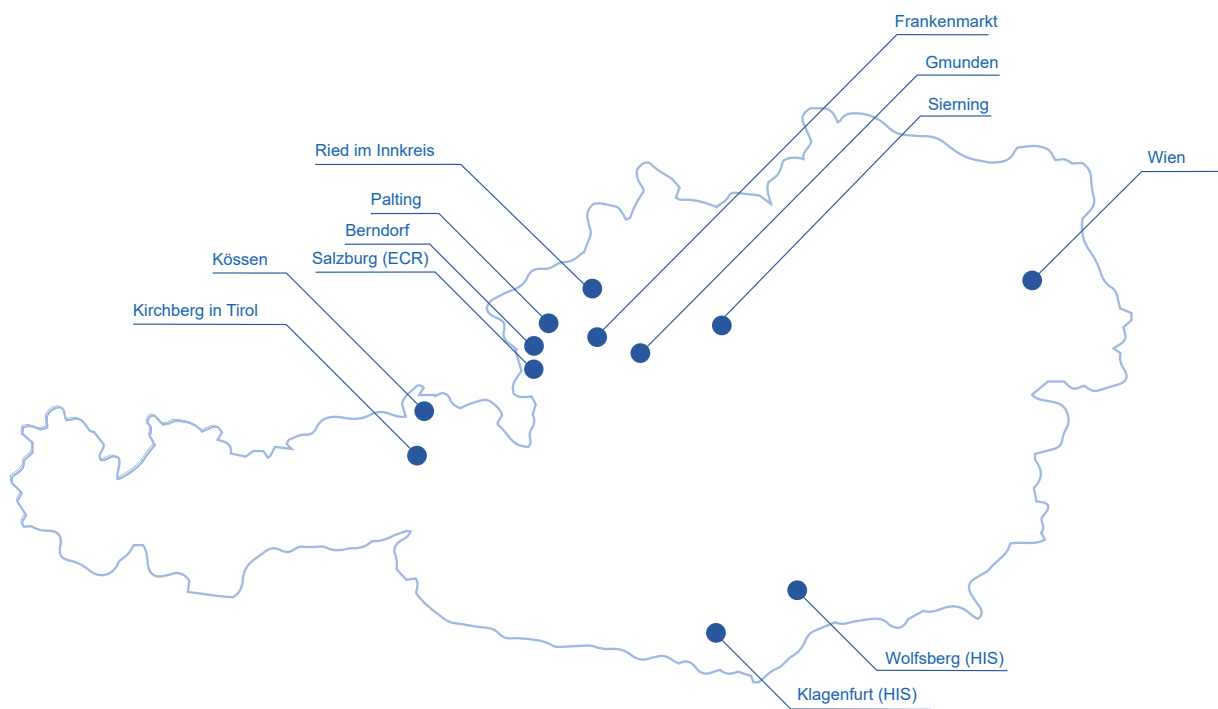 Frankenmarkt
Gmunden
Sierning
Ried im Innkreis
Wien
Palting
Berndorf
Salzburg (ECR)
Kössen
Kirchberg in Tirol
Wolfsberg (HIS)
Klagenfurt (HIS)